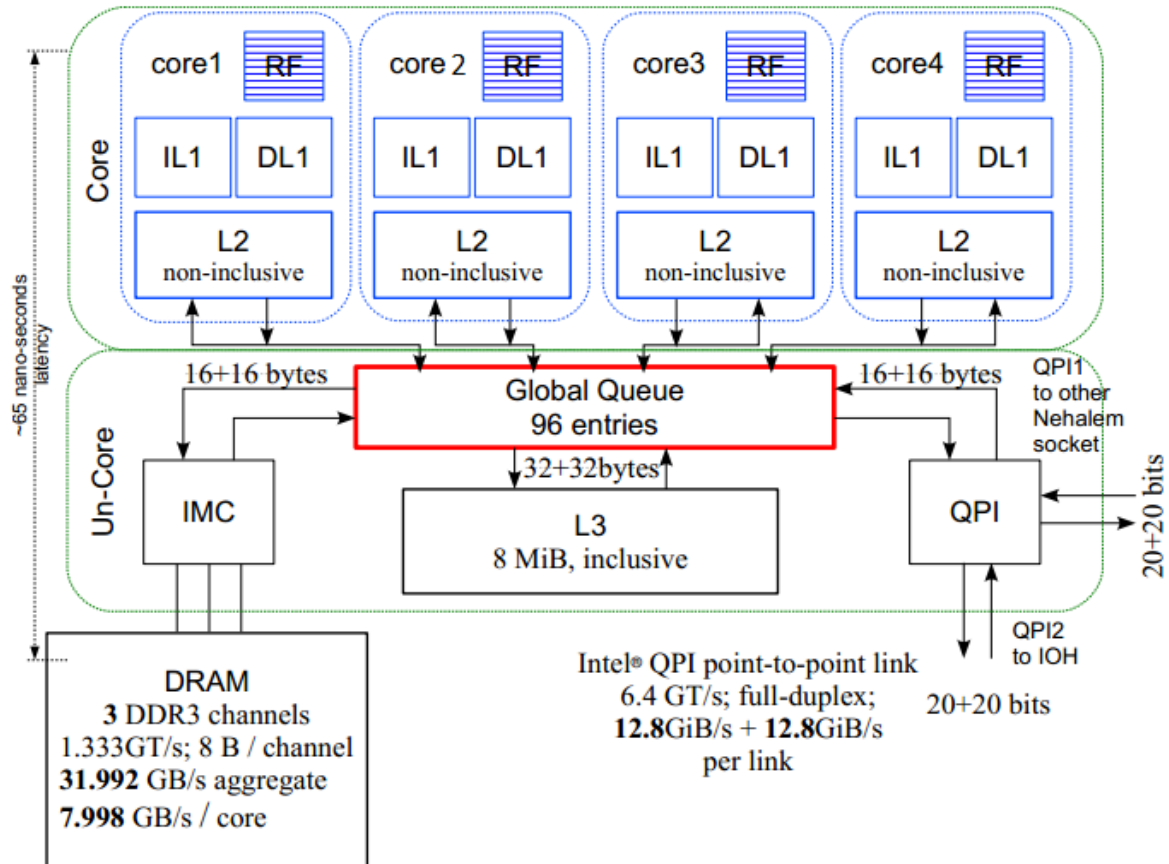 core1
RF
core 2
RF
core3
RF
core4
RF
Core
IL1
DL1
IL1
DL1
IL1
DL1
IL1
DL1
L2
non-inclusive
L2
non-inclusive
L2
non-inclusive
L2
non-inclusive
~65 nano-seconds
latency
Un-Core
16+16 bytes
Global Queue
96 entries
16+16 bytes
QPI1
to other
Nehalem
socket
32+32bytes
IMC
L3
8 MiB, inclusive
QPI
20+20 bits
QPI2
to IOH
20+20 bits
DRAM
3 DDR3 channels
1.333GT/s; 8 B / channel
31.992 GB/s aggregate
7.998 GB/s / core
Intel® QPI point-to-point link
6.4 GT/s; full-duplex;
12.8GiB/s + 12.8GiB/s
per link